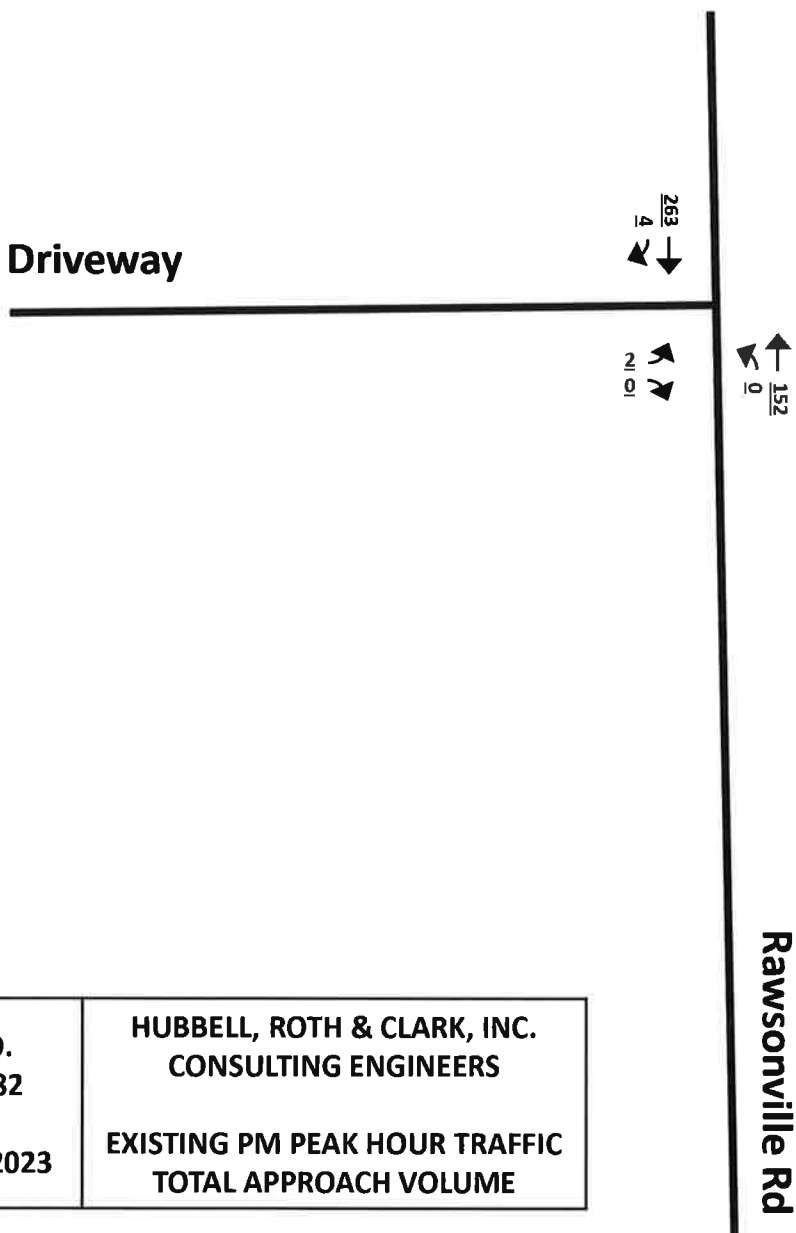 263
4
Driveway
2
0
152
0
Rawsonville Rd
2023
HUBBELL, ROTH & CLARK, INC.
CONSULTING ENGINEERS
EXISTING PM PEAK HOUR TRAFFIC
TOTAL APPROACH VOLUME